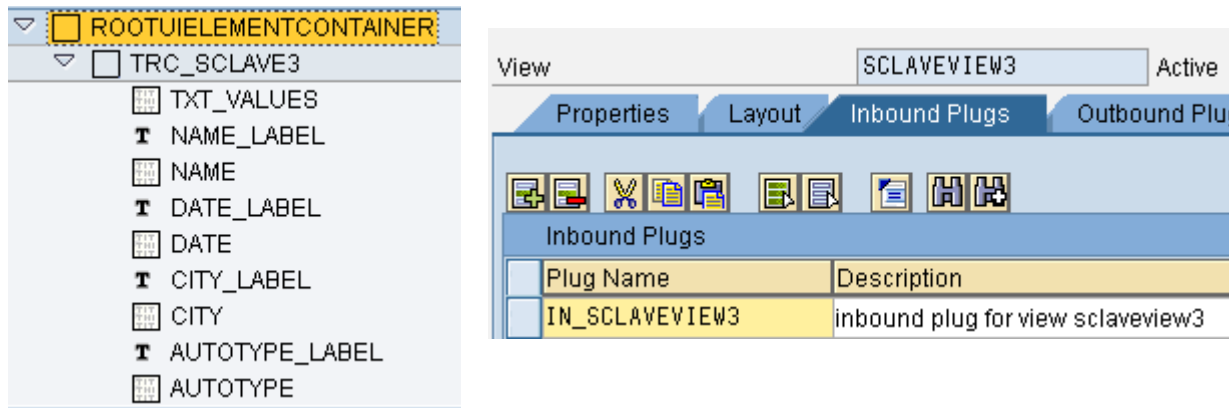 ROOTUIELEMENTCONTAINER
TRC_SCLAVE3
TXT_VALUES
NAME_LABEL
NAME
DATE_LABEL
DATE
CITY_LABEL
CITY
AUTOTYPE_LABEL
AUTOTYPE
View SCLAVEVIEW3 Active
Properties Layout Inbound Plugs Outbound Plu
Inbound Plugs
Plug Name Description
IN_SCLAVEVIEW3 inbound plug for view sclaveview3